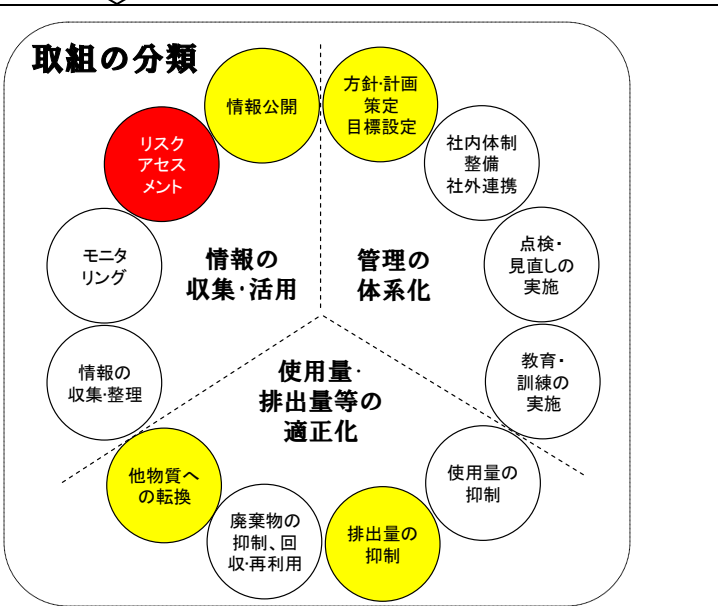 取組の分類
情報公開
方針・計画
策定
目標設定
リスク
アセス
メント
社内体制
整備
社外連携
モニタ
リング
情報の
収集・活用
管理の
体系化
点検・
見直しの
実施
情報の
収集・整理
使用量・
排出量等の
適正化
教育・
訓練の
実施
他物質へ
の転換
使用量の
抑制
廃棄物の
抑制、回
収・再利用
排出量の
抑制